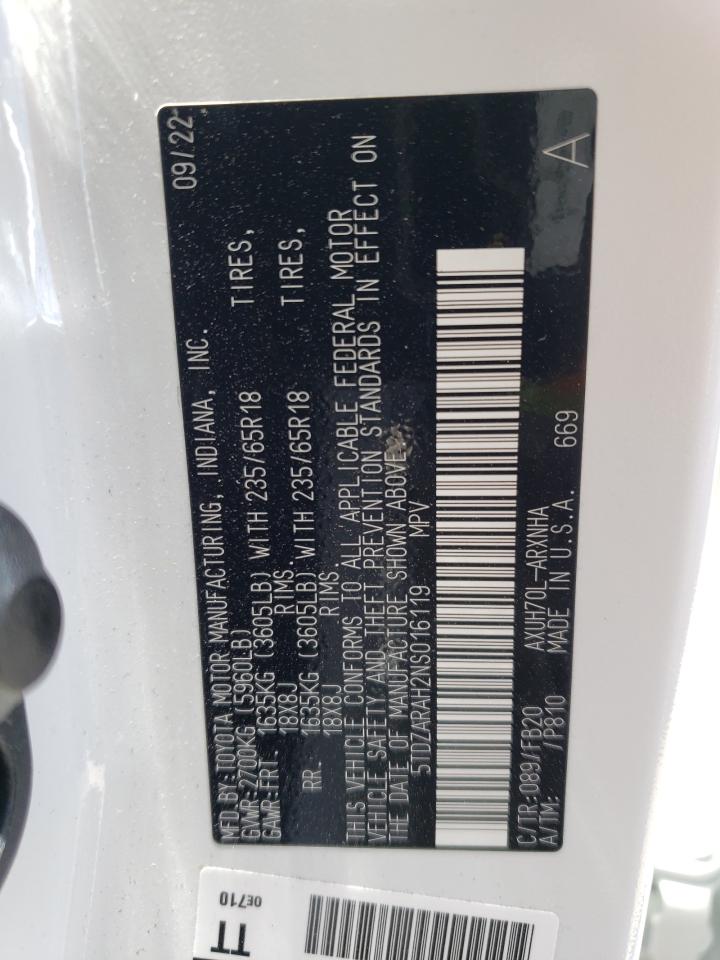 MFD BY:TOYOTA MOTOR MANUFACTURING, INDIANA, INC. 09/22
GVWR:2700KG (5960LB)
GAWR:FRT. 1635KG (3605LB) WITH 235/65R18 TIRES,
18X8J RIMS.
RR. 1635KG (3605LB) WITH 235/65R18 TIRES,
18X8J RIMS.
THIS VEHICLE CONFORMS TO ALL APPLICABLE FEDERAL MOTOR
VEHICLE SAFETY AND THEFT PREVENTION STANDARDS IN EFFECT ON
THE DATE OF MANUFACTURE SHOWN ABOVE.
5TDZARAH2NS016119 MPV
C/TR:089/FB20 AXUH70L-ARXNHA A
A/TM: /P810 MADE IN U.S.A. 669
0E710